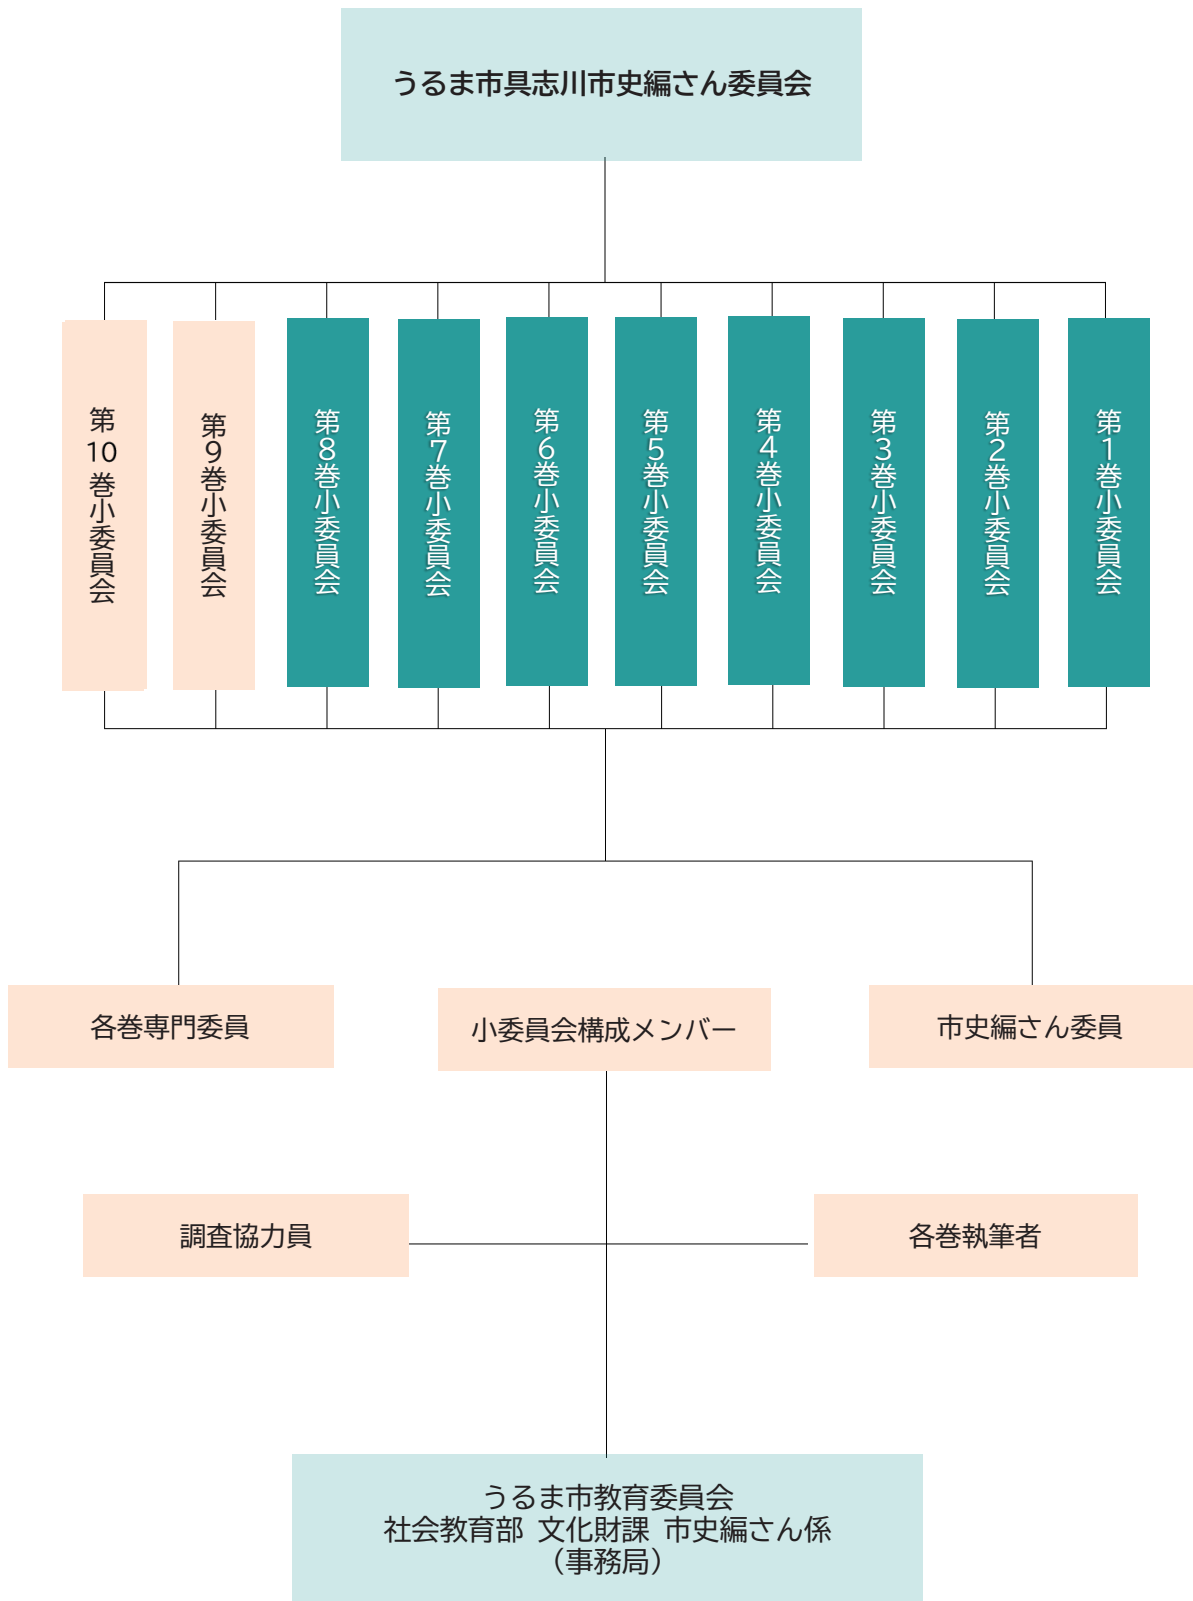 うるま市具志川市史編さん委員会
第1巻小委員会
第2巻小委員会
第3巻小委員会
第4巻小委員会
第5巻小委員会
第6巻小委員会
第7巻小委員会
第8巻小委員会
第9巻小委員会
第10巻小委員会
各巻専門委員
小委員会構成メンバー
市史編さん委員
調査協力員
各巻執筆者
うるま市教育委員会
社会教育部 文化財課 市史編さん係
（事務局）